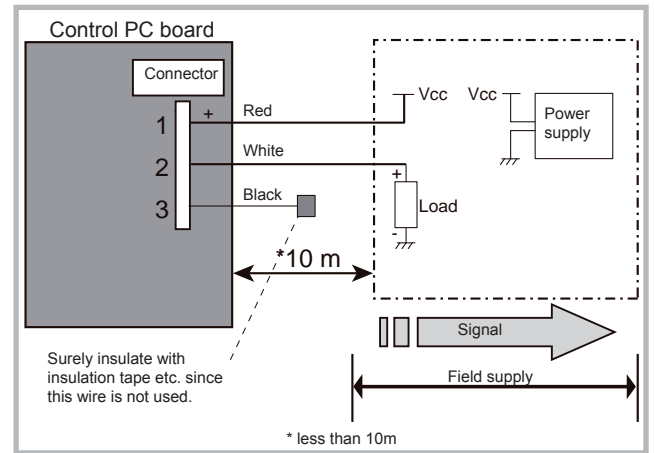 Control PC board
Connector
Vcc
Vcc
Power
supply
1
+
Red
2
White
+
3
Black
Load
-
*10 m
Signal
Surely insulate with
insulation tape etc. since
this wire is not used.
Field supply
* less than 10m